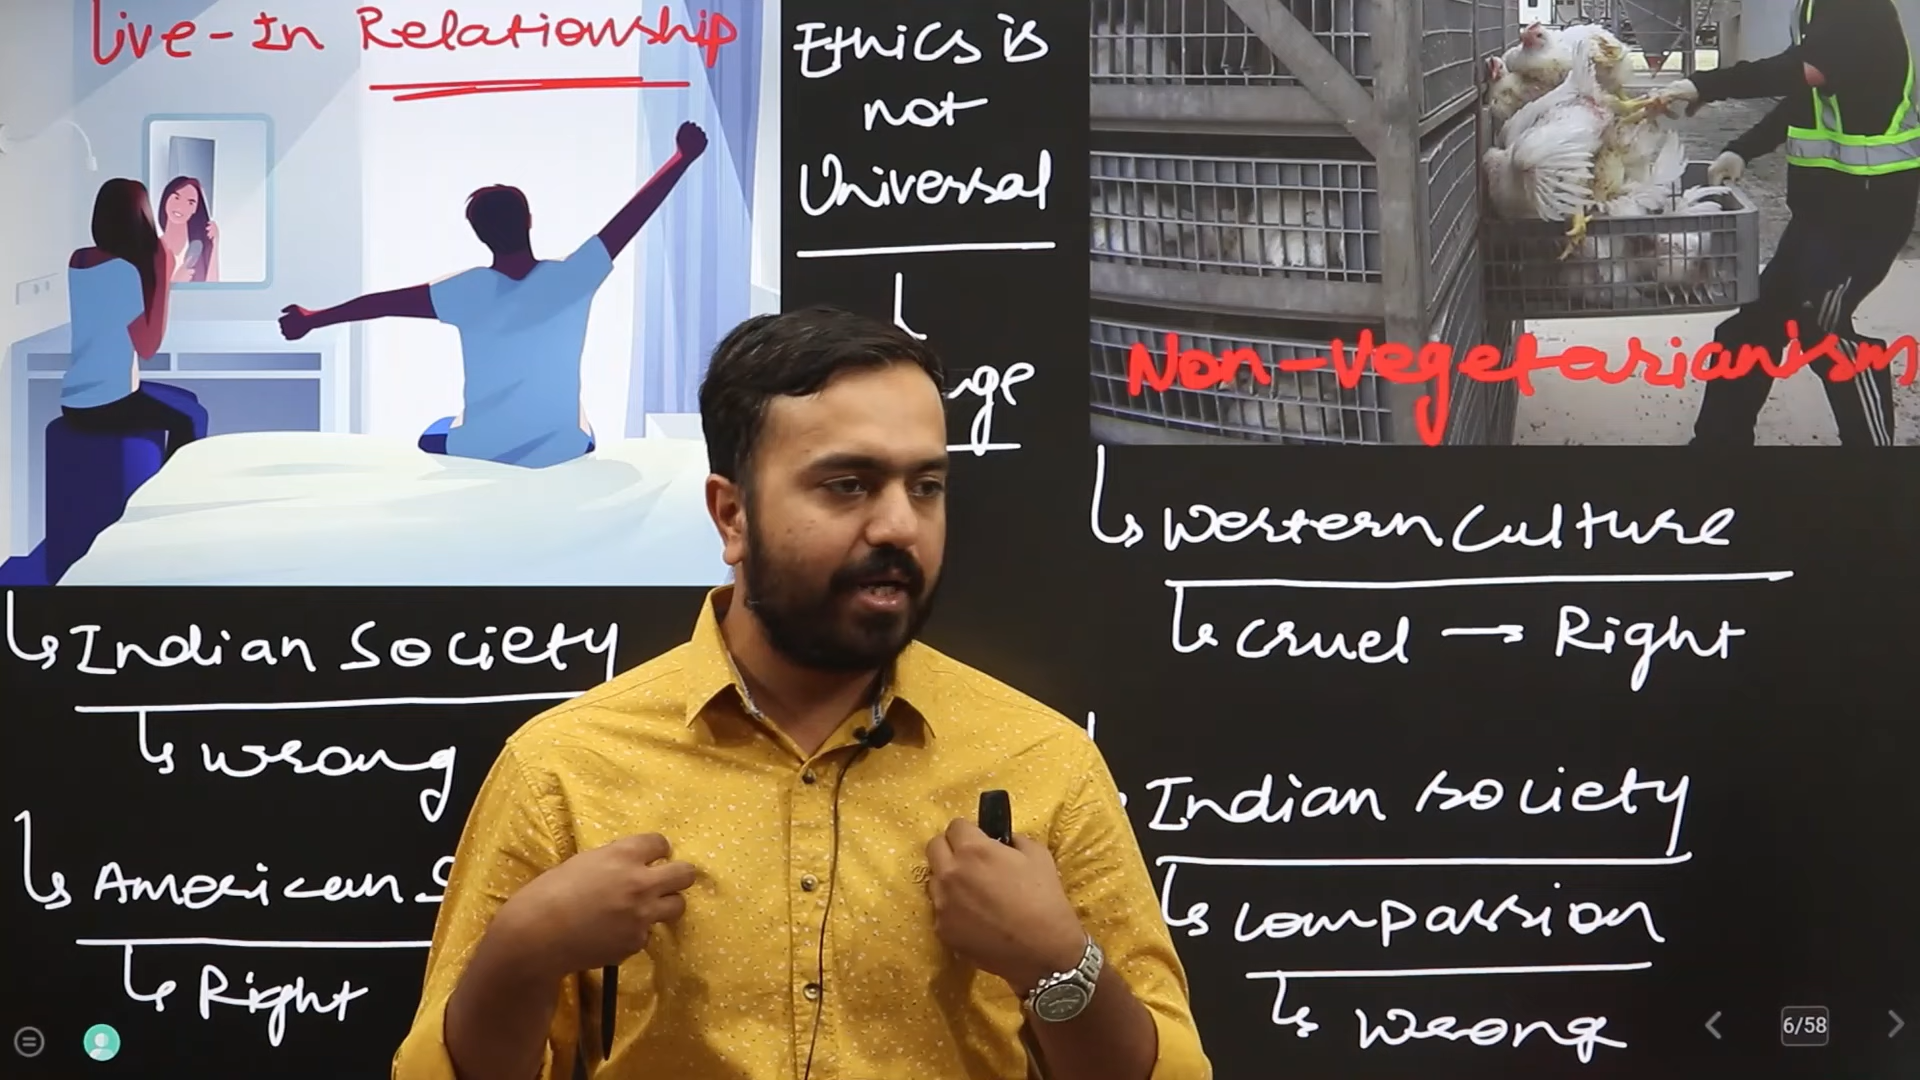 Live-In Relationship
Ethics is
not
Universal
Non-Vegetarianism
Indian Society
wrong
American
Right
Western Culture
Cruel → Right
Indian society
Compassion
wrong
6/58